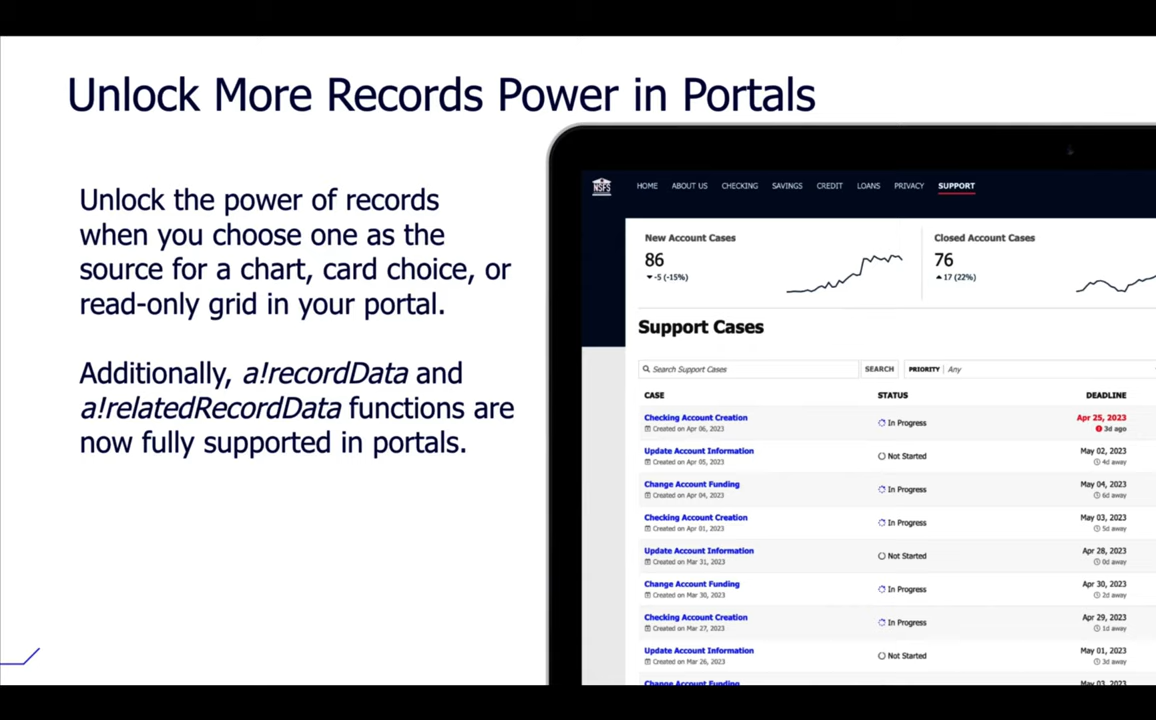 Unlock More Records Power in Portals
Unlock the power of records
when you choose one as the
source for a chart, card choice, or
read-only grid in your portal.
Additionally, a!recordData and
a!relatedRecordData functions are
now fully supported in portals.
NSFS HOME ABOUT US CHECKING SAVINGS CREDIT LOANS PRIVACY SUPPORT
New Account Cases
86
-5 (-15%)
Closed Account Cases
76
17 (22%)
Support Cases
Search Support Cases SEARCH PRIORITY Any
CASE STATUS DEADLINE
Checking Account Creation In Progress Apr 25, 2023
Created on Apr 06, 2023 3d ago
Update Account Information Not Started May 02, 2023
Created on Apr 05, 2023 4d away
Change Account Funding In Progress May 04, 2023
Created on Apr 04, 2023 6d away
Checking Account Creation In Progress May 03, 2023
Created on Apr 01, 2023 5d away
Update Account Information Not Started Apr 28, 2023
Created on Mar 31, 2023 0d away
Change Account Funding In Progress Apr 30, 2023
Created on Mar 30, 2023 2d away
Checking Account Creation In Progress Apr 29, 2023
Created on Mar 27, 2023 1d away
Update Account Information Not Started May 01, 2023
Created on Mar 26, 2023 3d away
Change Account Funding May 03, 2023